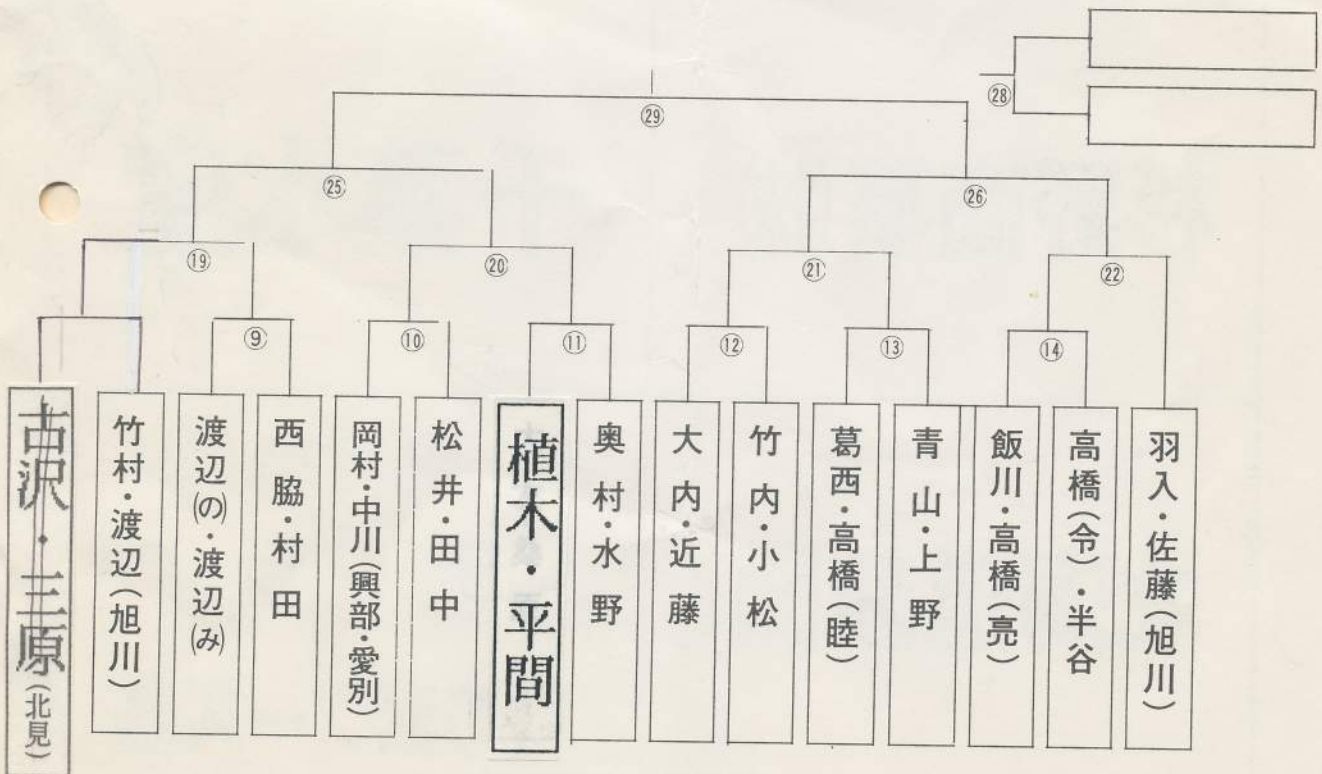 ㉘
㉙
㉕
㉖
⑲
⑳
㉑
㉒
⑨
⑩
⑪
⑫
⑬
⑭
古沢・三原(北見)
竹村・渡辺(旭川)
渡辺(の)・渡辺(み)
西脇・村田
岡村・中川(興部・愛別)
松井・田中
植木・平間
奥村・水野
大内・近藤
竹内・小松
葛西・高橋(睦)
青山・上野
飯川・高橋(亮)
高橋(令)・半谷
羽入・佐藤(旭川)